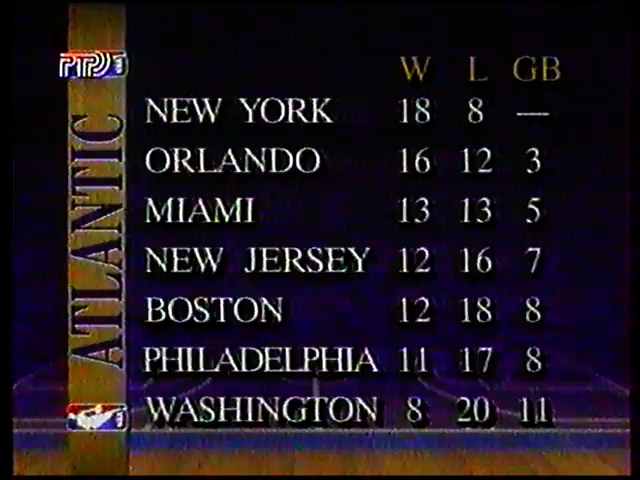 РТР 1
W L GB
NEW YORK 18 8 —
ORLANDO 16 12 3
MIAMI 13 13 5
NEW JERSEY 12 16 7
BOSTON 12 18 8
PHILADELPHIA 11 17 8
WASHINGTON 8 20 11
ATLANTIC